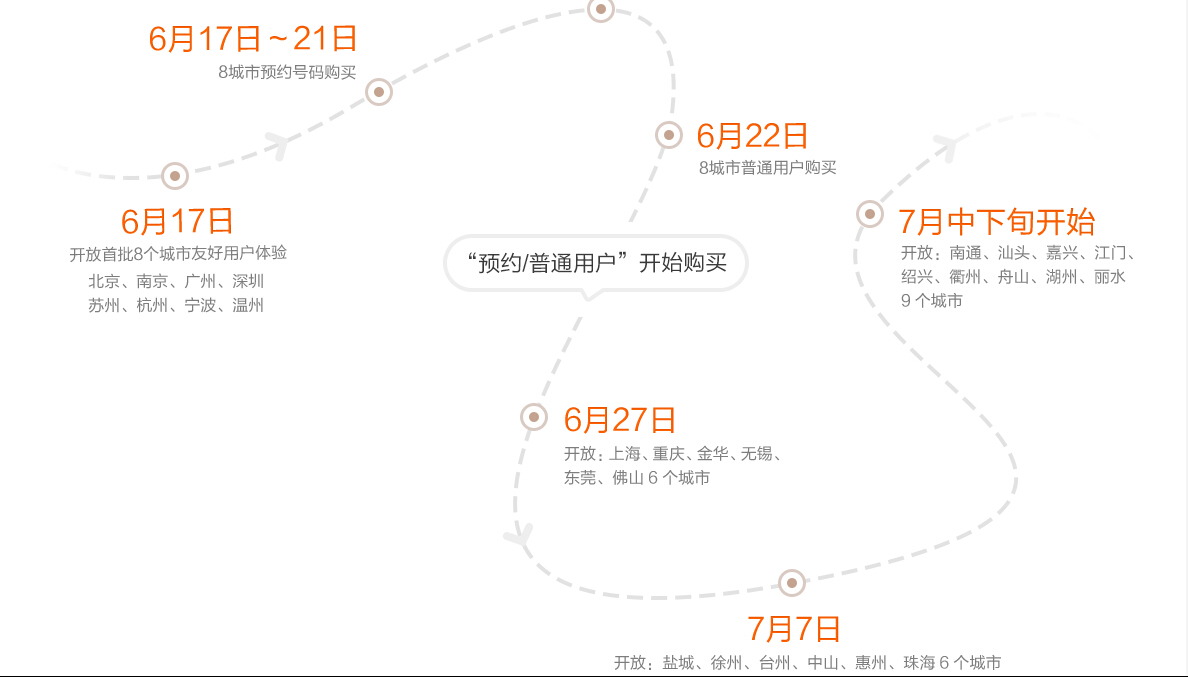 6月17日~21日
8城市预约号码购买
6月22日
8城市普通用户购买
6月17日
开放首批8个城市友好用户体验
北京、南京、广州、深圳
苏州、杭州、宁波、温州
7月中下旬开始
开放：南通、汕头、嘉兴、江门、
绍兴、衢州、舟山、湖州、丽水
9 个城市
“预约/普通用户”开始购买
6月27日
开放：上海、重庆、金华、无锡、
东莞、佛山 6 个城市
7月7日
开放：盐城、徐州、台州、中山、惠州、珠海 6 个城市